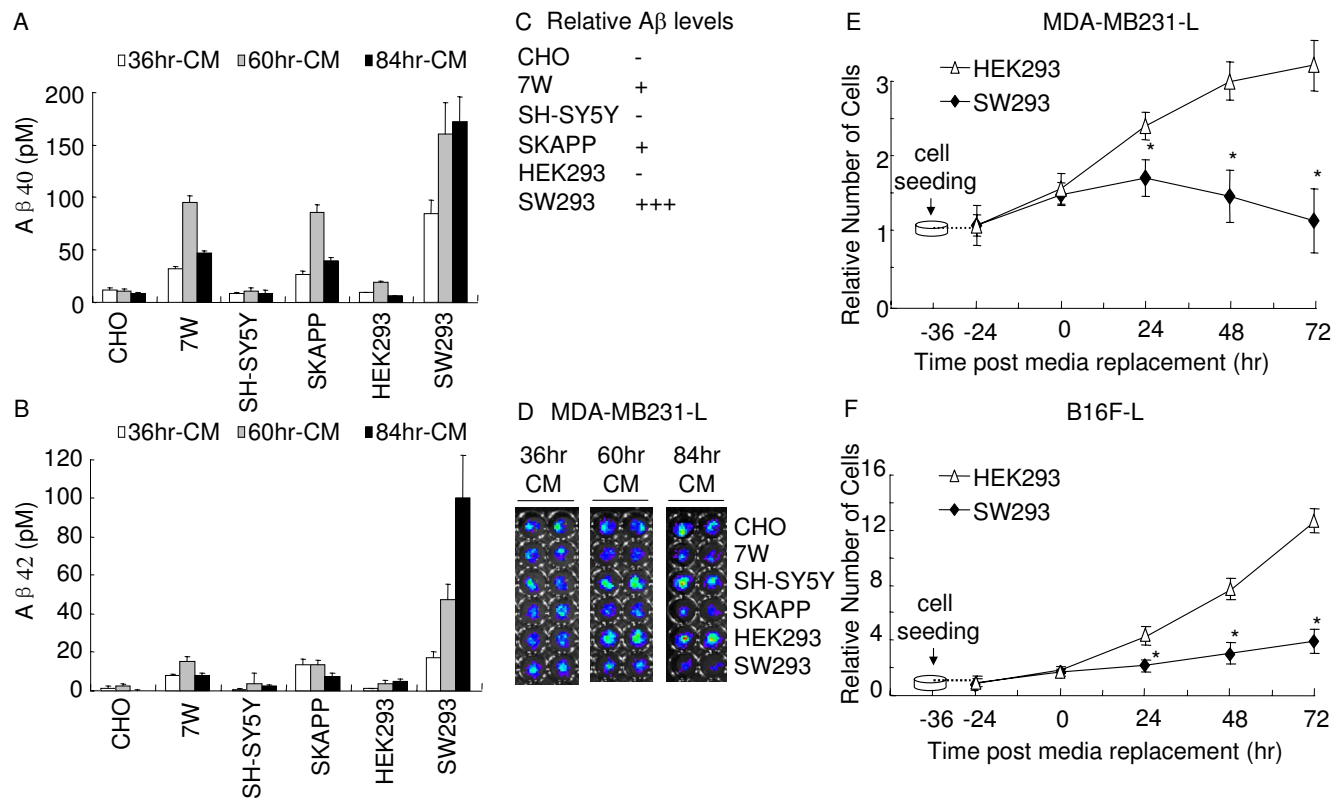 A
36hr-CM 60hr-CM 84hr-CM
A β 40 (pM)
200
150
100
50
0
CHO
7W
SH-SY5Y
SKAPP
HEK293
SW293
B
36hr-CM 60hr-CM 84hr-CM
A β 42 (pM)
120
100
80
60
40
20
0
CHO
7W
SH-SY5Y
SKAPP
HEK293
SW293
C Relative Aβ levels
CHO -
7W +
SH-SY5Y -
SKAPP +
HEK293 -
SW293 +++
D MDA-MB231-L
36hr 60hr 84hr
CM CM CM
CHO
7W
SH-SY5Y
SKAPP
HEK293
SW293
E MDA-MB231-L
HEK293
SW293
Relative Number of Cells
3
2
1
0
cell
seeding
* * *
-36 -24 0 24 48 72
Time post media replacement (hr)
F B16F-L
HEK293
SW293
Relative Number of Cells
16
12
8
4
0
cell
seeding
* * *
-36 -24 0 24 48 72
Time post media replacement (hr)